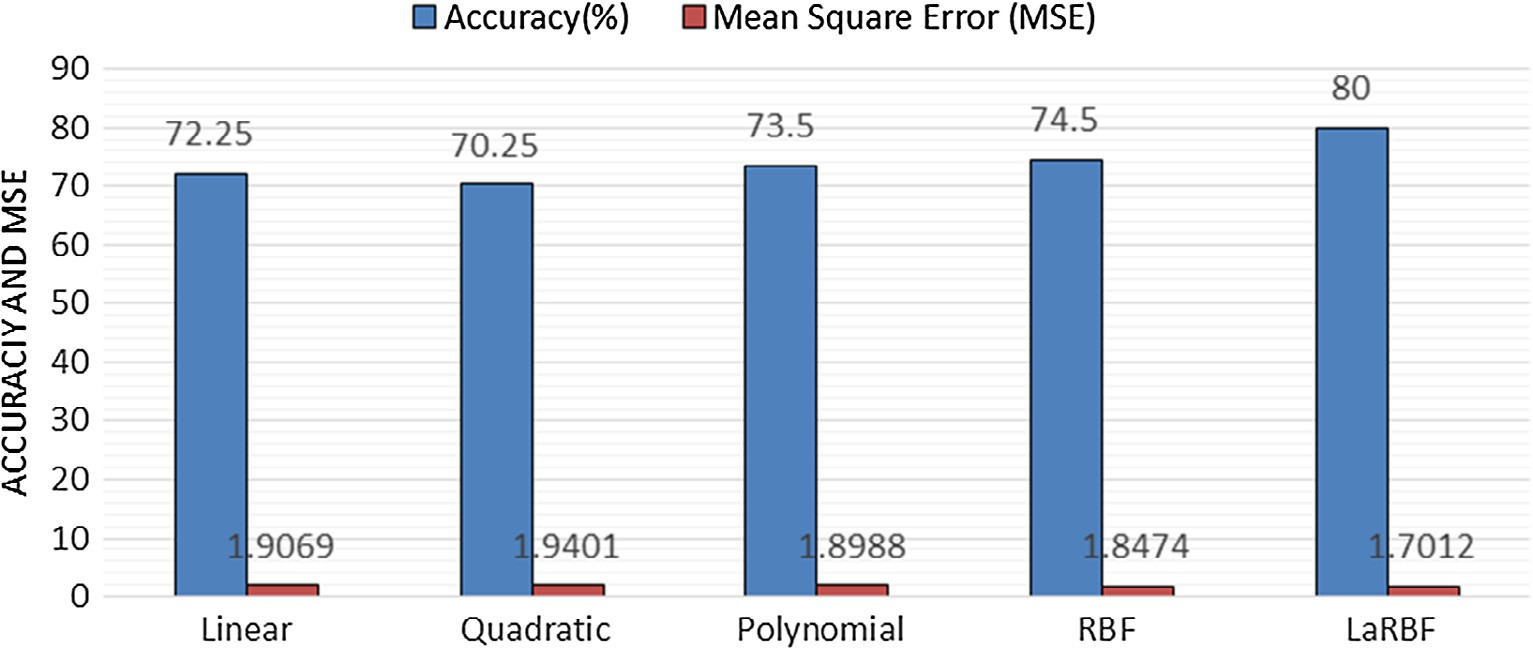 Accuracy(%) Mean Square Error (MSE)
ACCURACIY AND MSE
90
80
70
60
50
40
30
20
10
0
72.25
70.25
73.5
74.5
80
1.9069
1.9401
1.8988
1.8474
1.7012
Linear
Quadratic
Polynomial
RBF
LaRBF